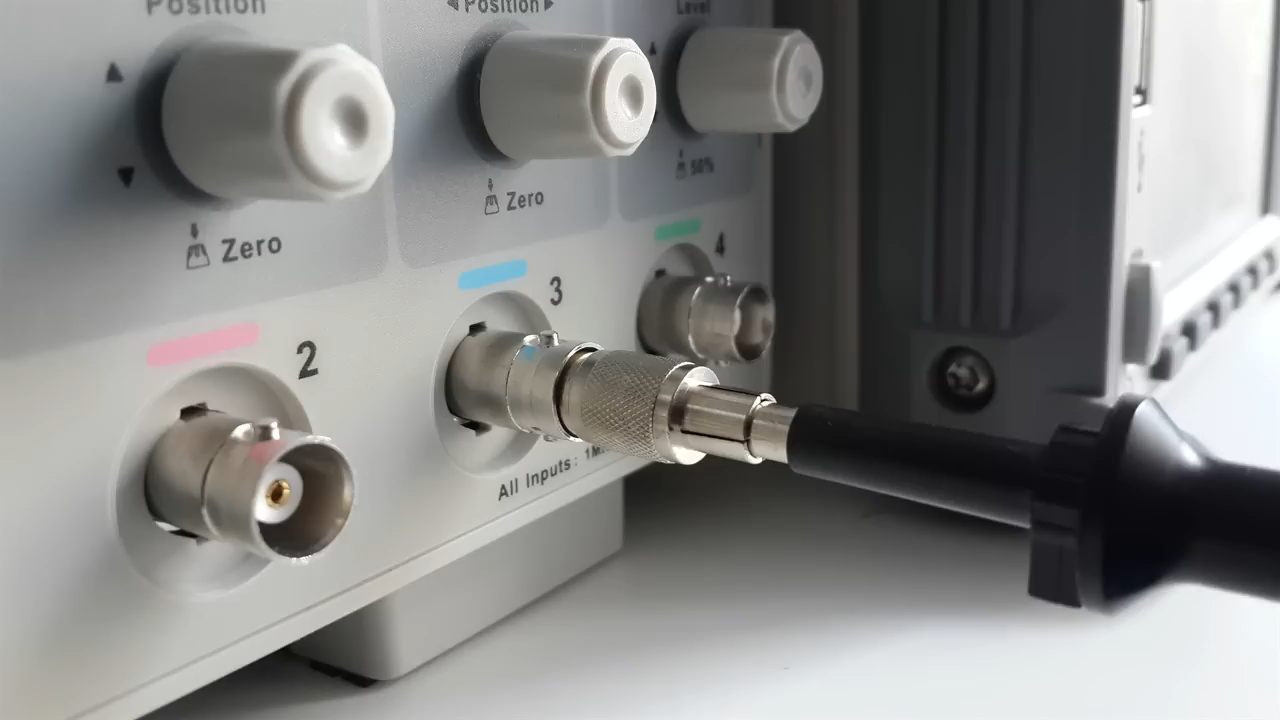 Position
◀Position▶
Level
50%
Zero
Zero
4
3
2
All Inputs: 1M